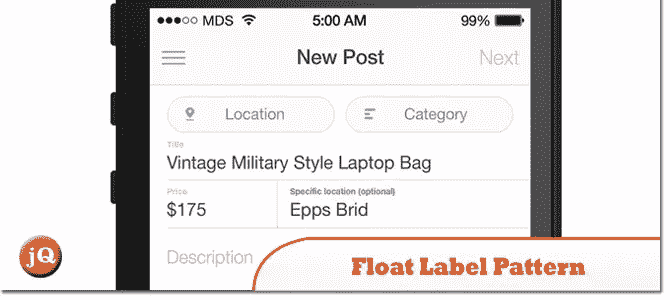 MDS 5:00 AM 99%
New Post Next
Location Category
Title
Vintage Military Style Laptop Bag
Price Specific location (optional)
$175 Epps Brid
Description
jQ Float Label Pattern